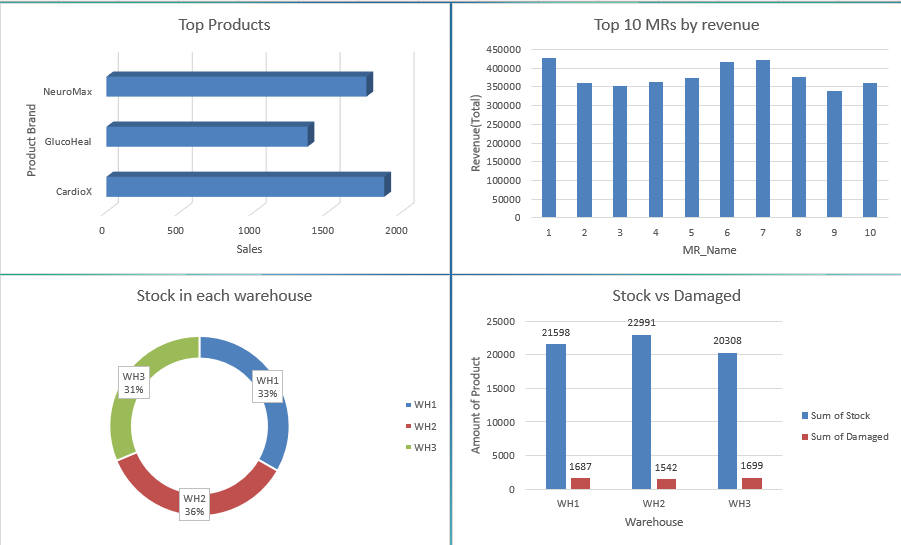 Top Products
Product Brand
NeuroMax
GlucoHeal
CardioX
0 500 1000 1500 2000
Sales
Top 10 MRs by revenue
Revenue(Total)
450000
400000
350000
300000
250000
200000
150000
100000
50000
0
1 2 3 4 5 6 7 8 9 10
MR_Name
Stock in each warehouse
WH3
31%
WH1
33%
WH2
36%
WH1
WH2
WH3
Stock vs Damaged
Amount of Product
25000
20000
15000
10000
5000
0
21598
22991
20308
1687
1542
1699
WH1 WH2 WH3
Warehouse
Sum of Stock
Sum of Damaged